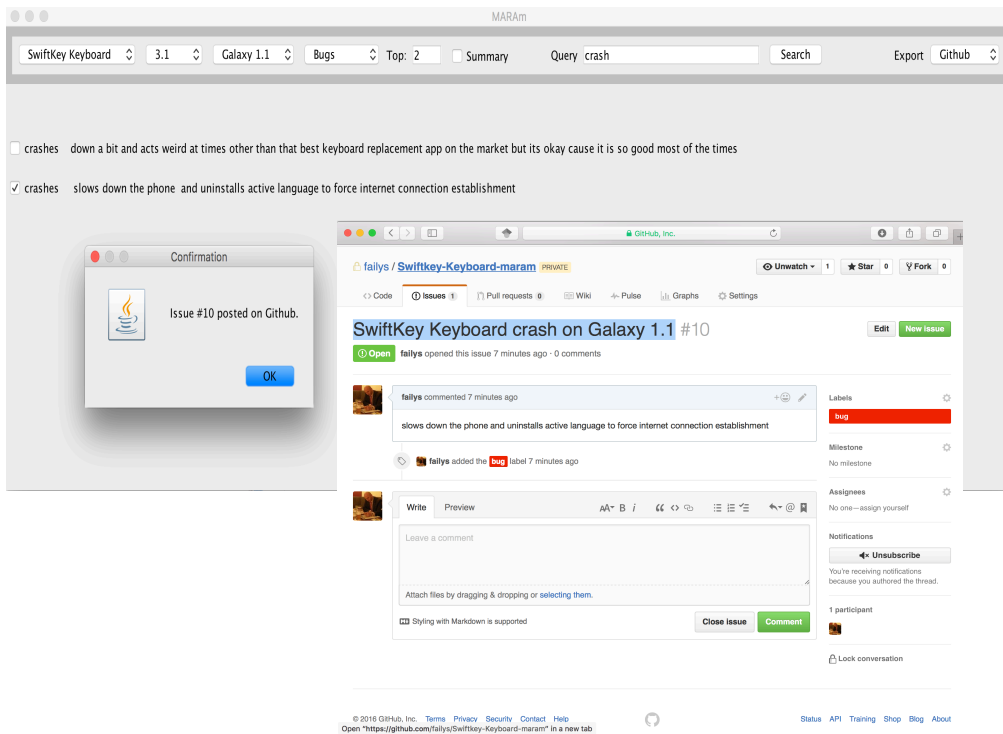 MARAm
SwiftKey Keyboard 3.1 Galaxy 1.1 Bugs Top: 2 Summary Query crash Search Export Github
crashes down a bit and acts weird at times other than that best keyboard replacement app on the market but its okay cause it is so good most of the times
crashes slows down the phone and uninstalls active language to force internet connection establishment
Confirmation
Issue #10 posted on Github.
OK
GitHub, Inc.
failys / Swiftkey-Keyboard-maram PRIVATE
Unwatch 1 Star 0 Fork 0
Code Issues 1 Pull requests 0 Wiki Pulse Graphs Settings
SwiftKey Keyboard crash on Galaxy 1.1 #10
Edit New issue
Open failys opened this issue 7 minutes ago · 0 comments
failys commented 7 minutes ago
slows down the phone and uninstalls active language to force internet connection establishment
failys added the bug label 7 minutes ago
Write Preview
AA B i
Leave a comment
Attach files by dragging & dropping or selecting them.
Styling with Markdown is supported
Close issue Comment
Labels
bug
Milestone
No milestone
Assignees
No one—assign yourself
Notifications
Unsubscribe
You're receiving notifications
because you authored the thread.
1 participant
Lock conversation
© 2016 GitHub, Inc. Terms Privacy Security Contact Help
Status API Training Shop Blog About
Open "https://github.com/failys/Swiftkey-Keyboard-maram" in a new tab